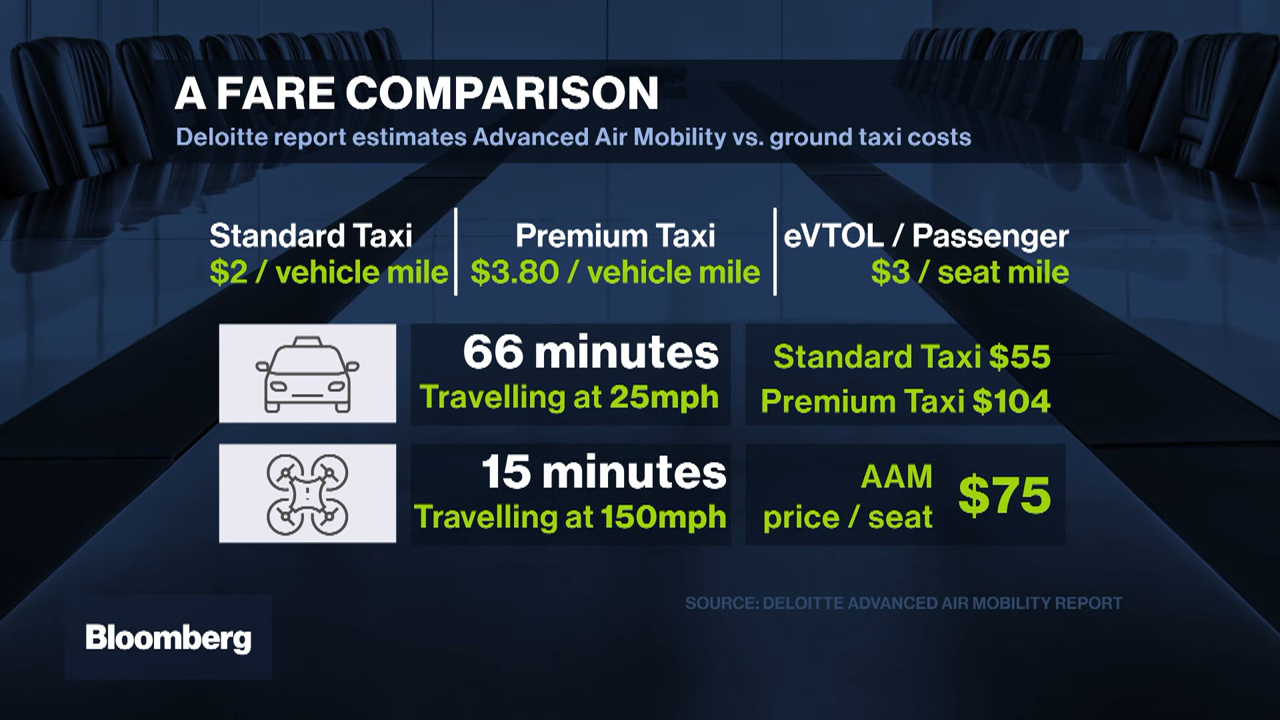 A FARE COMPARISON
Deloitte report estimates Advanced Air Mobility vs. ground taxi costs
Standard Taxi
$2 / vehicle mile
Premium Taxi
$3.80 / vehicle mile
eVTOL / Passenger
$3 / seat mile
66 minutes
Travelling at 25mph
Standard Taxi $55
Premium Taxi $104
15 minutes
Travelling at 150mph
AAM
price / seat
$75
SOURCE: DELOITTE ADVANCED AIR MOBILITY REPORT
Bloomberg